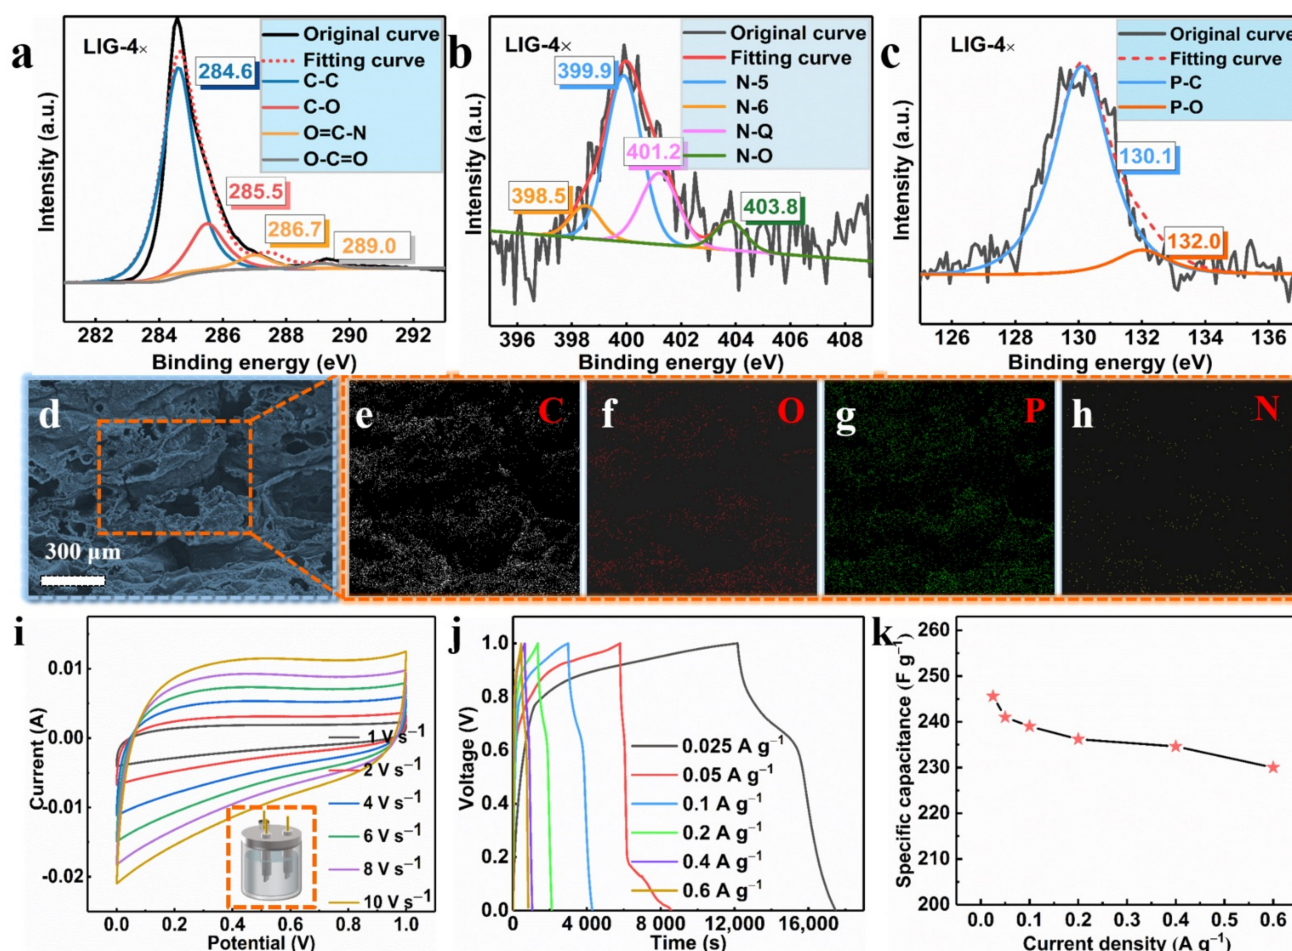 a
LIG-4×
Original curve
Fitting curve
C-C
C-O
O=C-N
O-C=O
284.6
285.5
286.7
289.0
Intensity (a.u.)
282 284 286 288 290 292
Binding energy (eV)
b
LIG-4×
Original curve
Fitting curve
N-5
N-6
N-Q
N-O
399.9
401.2
398.5
403.8
Intensity (a.u.)
396 398 400 402 404 406 408
Binding energy (eV)
c
LIG-4×
Original curve
Fitting curve
P-C
P-O
130.1
132.0
Intensity (a.u.)
126 128 130 132 134 136
Binding energy (eV)
d
300 μm
e C
f O
g P
h N
i
Current (A)
0.01
0.00
-0.01
-0.02
1 V s⁻¹
2 V s⁻¹
4 V s⁻¹
6 V s⁻¹
8 V s⁻¹
10 V s⁻¹
0.0 0.2 0.4 0.6 0.8 1.0
Potential (V)
j
Voltage (V)
1.0
0.8
0.6
0.4
0.2
0.0
0.025 A g⁻¹
0.05 A g⁻¹
0.1 A g⁻¹
0.2 A g⁻¹
0.4 A g⁻¹
0.6 A g⁻¹
0 4,000 8,000 12,000 16,000
Time (s)
k
Specific capacitance (F g⁻¹)
260
250
240
230
220
210
200
0.0 0.1 0.2 0.3 0.4 0.5 0.6
Current density (A g⁻¹)